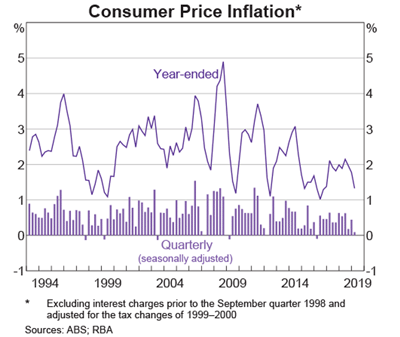 Consumer Price Inflation*
% %
5 5
Year-ended
4 4
3 3
2 2
1 1
0 0
Quarterly
(seasonally adjusted)
-1 -1
1994 1999 2004 2009 2014 2019
* Excluding interest charges prior to the September quarter 1998 and
adjusted for the tax changes of 1999–2000
Sources: ABS; RBA